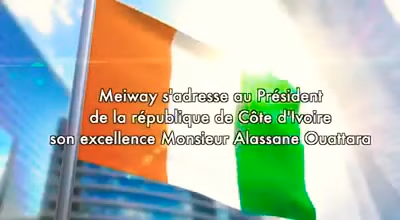 Meiway s'adresse au Président
de la république de Côte d'Ivoire
son excellence Monsieur Alassane Ouattara